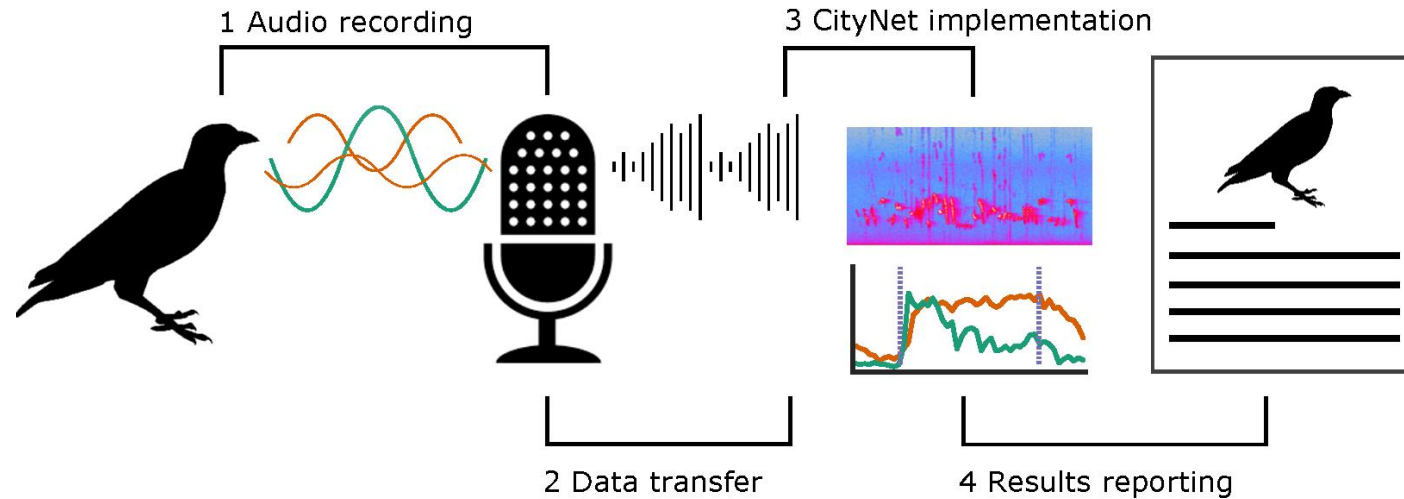 1 Audio recording
3 CityNet implementation
2 Data transfer
4 Results reporting